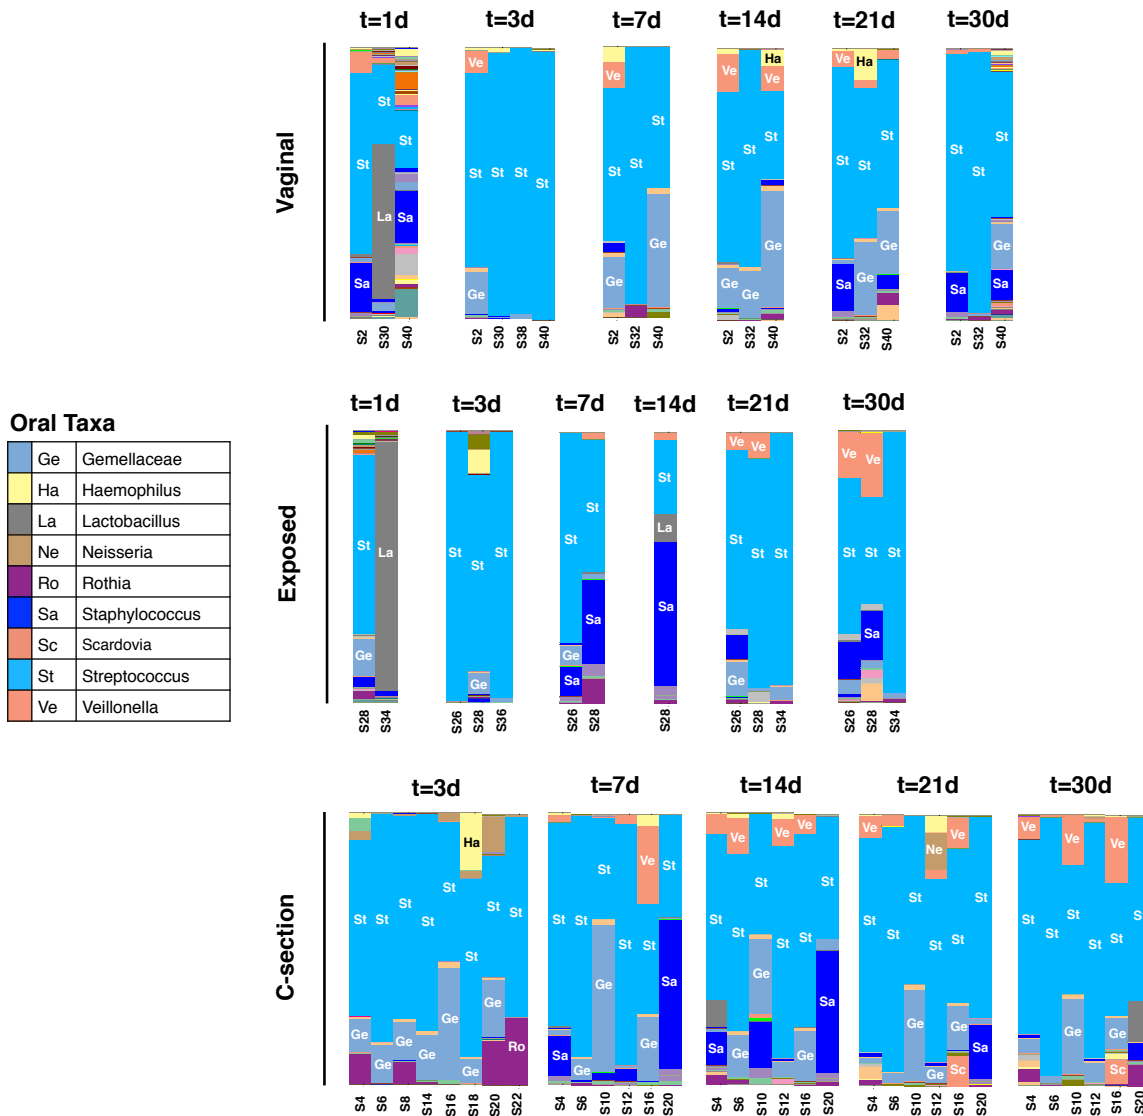 t=1d t=3d t=7d t=14d t=21d t=30d
Vaginal
Ve Ve Ve Ha Ve Ve Ha
St La St Sa St Sa
St St St St Ve Ge
St St St Ge
St St St Ge Ge
St St St Sa Ge Ge
St St St Sa Ge Sa
S2 S30 S40 S2 S30 S38 S40 S2 S32 S40 S2 S32 S40 S2 S32 S40 S2 S32 S40
Oral Taxa
Ge Gemellaceae
Ha Haemophilus
La Lactobacillus
Ne Neisseria
Ro Rothia
Sa Staphylococcus
Sc Scardovia
St Streptococcus
Ve Veillonella
t=1d t=3d t=7d t=14d t=21d t=30d
Exposed
St Ge La
St St Ge St
St Ge Sa St Sa
St La Sa
Ve St Ge Ve St St
Ve St Ve St Sa St
S28 S34 S26 S28 S36 S26 S28 S28 S26 S28 S34 S26 S28 S34
t=3d t=7d t=14d t=21d t=30d
C-section
St Ge St Ge St Ge St Ge St Ge Ha St Ge St Ge St Ro
St Sa St Ge St Ge St Ve St Ge St Sa
St Sa Ve St Ge St Ge Ve St Ve St Ge St Sa
Ve St St St Ge Ne St Ge Ve St Ge Sc St Sa
Ve St St Ve St Ge St Ve St Ge Sc St
S4 S6 S8 S14 S16 S18 S20 S22 S4 S6 S10 S12 S16 S20 S4 S6 S10 S12 S16 S20 S4 S6 S10 S12 S16 S20 S4 S6 S10 S12 S16 S20